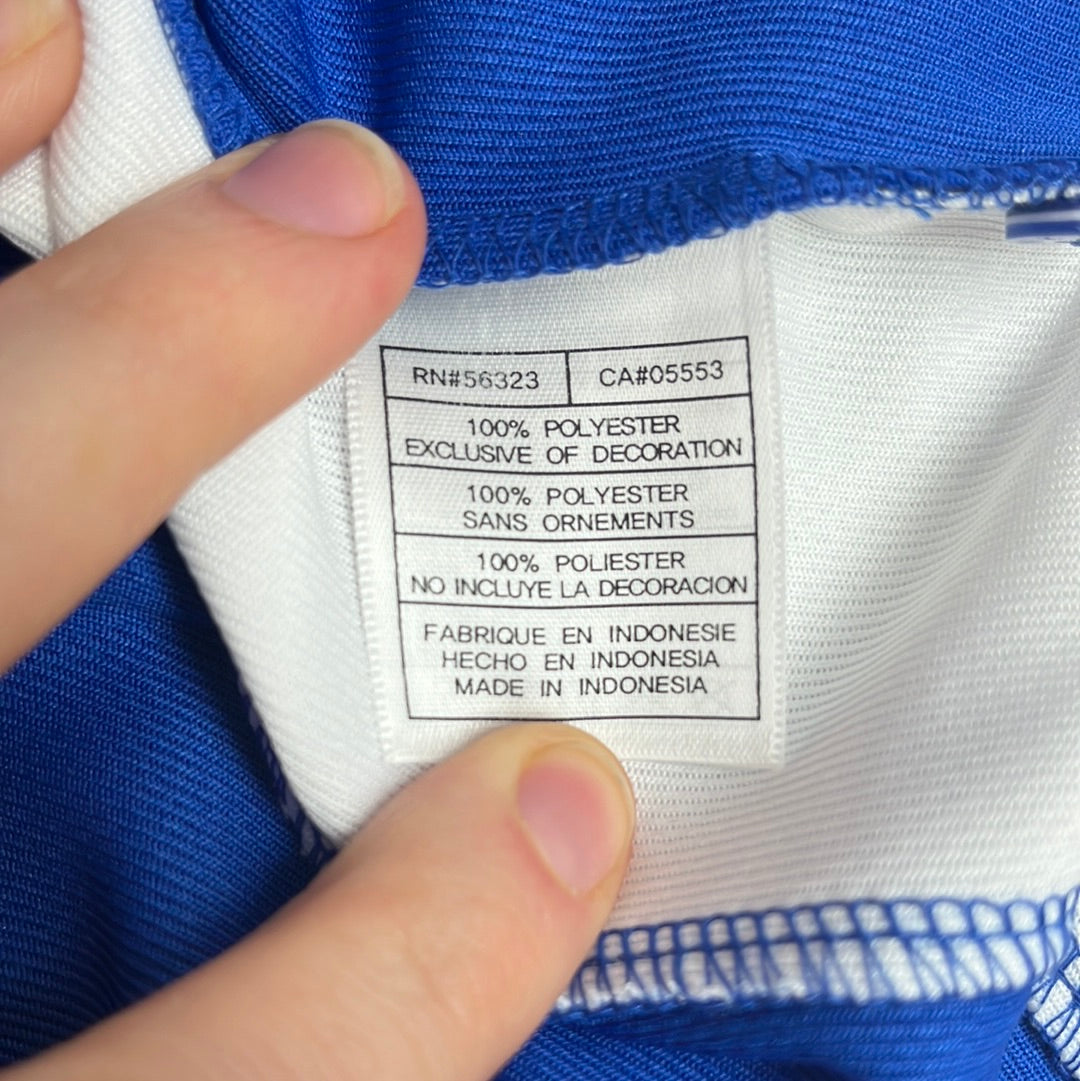 RN#56323 CA#05553
100% POLYESTER
EXCLUSIVE OF DECORATION
100% POLYESTER
SANS ORNEMENTS
100% POLIESTER
NO INCLUYE LA DECORACION
FABRIQUE EN INDONESIE
HECHO EN INDONESIA
MADE IN INDONESIA